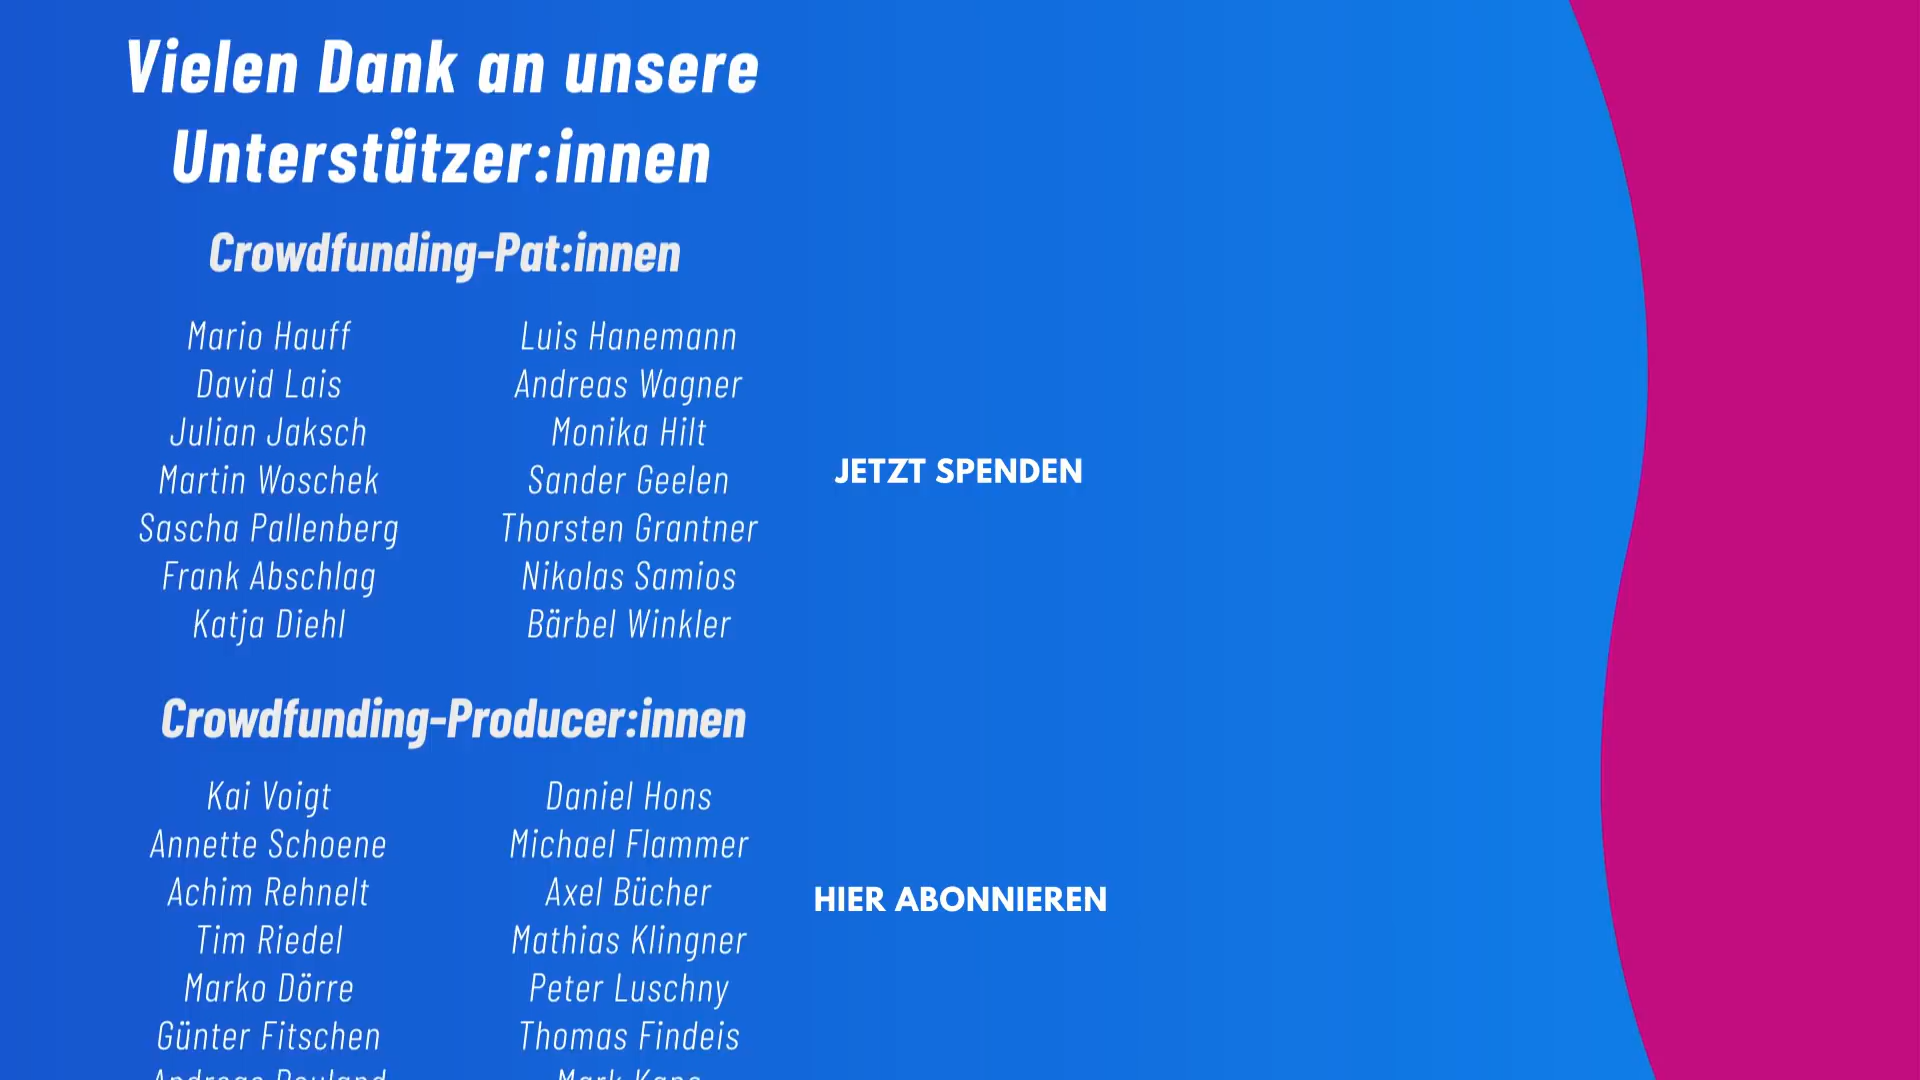 Vielen Dank an unsere
Unterstützer:innen
Crowdfunding-Pat:innen
Mario Hauff
David Lais
Julian Jaksch
Martin Woschek
Sascha Pallenberg
Frank Abschlag
Katja Diehl
Luis Hanemann
Andreas Wagner
Monika Hilt
Sander Geelen
Thorsten Grantner
Nikolas Samios
Bärbel Winkler
Crowdfunding-Producer:innen
Kai Voigt
Annette Schoene
Achim Rehnelt
Tim Riedel
Marko Dörre
Günter Fitschen
Daniel Hons
Michael Flammer
Axel Bücher
Mathias Klingner
Peter Luschny
Thomas Findeis
JETZT SPENDEN
HIER ABONNIEREN